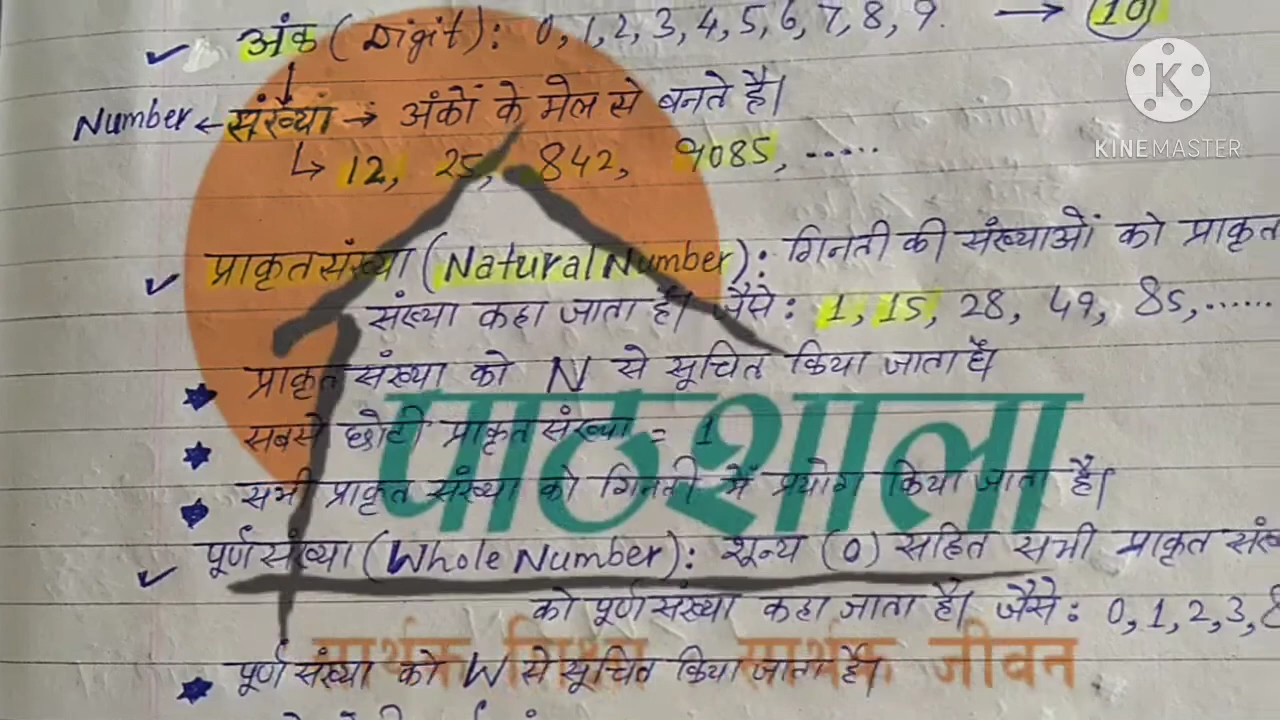 अंक (Digit): 0, 1, 2, 3, 4, 5, 6, 7, 8, 9. → 10
Number ← संख्या → अंकों के मेल से बनते है।
↳ 12, 25, 842, 9085, ......
प्राकृत संख्या (Natural Number): गिनती की संख्याओं को प्राकृत
संख्या कहा जाता है। जैसे: 1, 15, 28, 49, 85, ......
प्राकृत संख्या को N से सूचित किया जाता है।
सबसे छोटी प्राकृत संख्या = 1
सभी प्राकृत संख्या को गिनती में प्रयोग किया जाता है।
पूर्ण संख्या (Whole Number): शून्य (0) सहित सभी प्राकृत
को पूर्ण संख्या कहा जाता है। जैसे: 0, 1, 2, 3, 8
पूर्ण संख्या को W से सूचित किया जाता है।
K
KINEMASTER
पाठशाला
सार्थक शिक्षा सार्थक जीवन